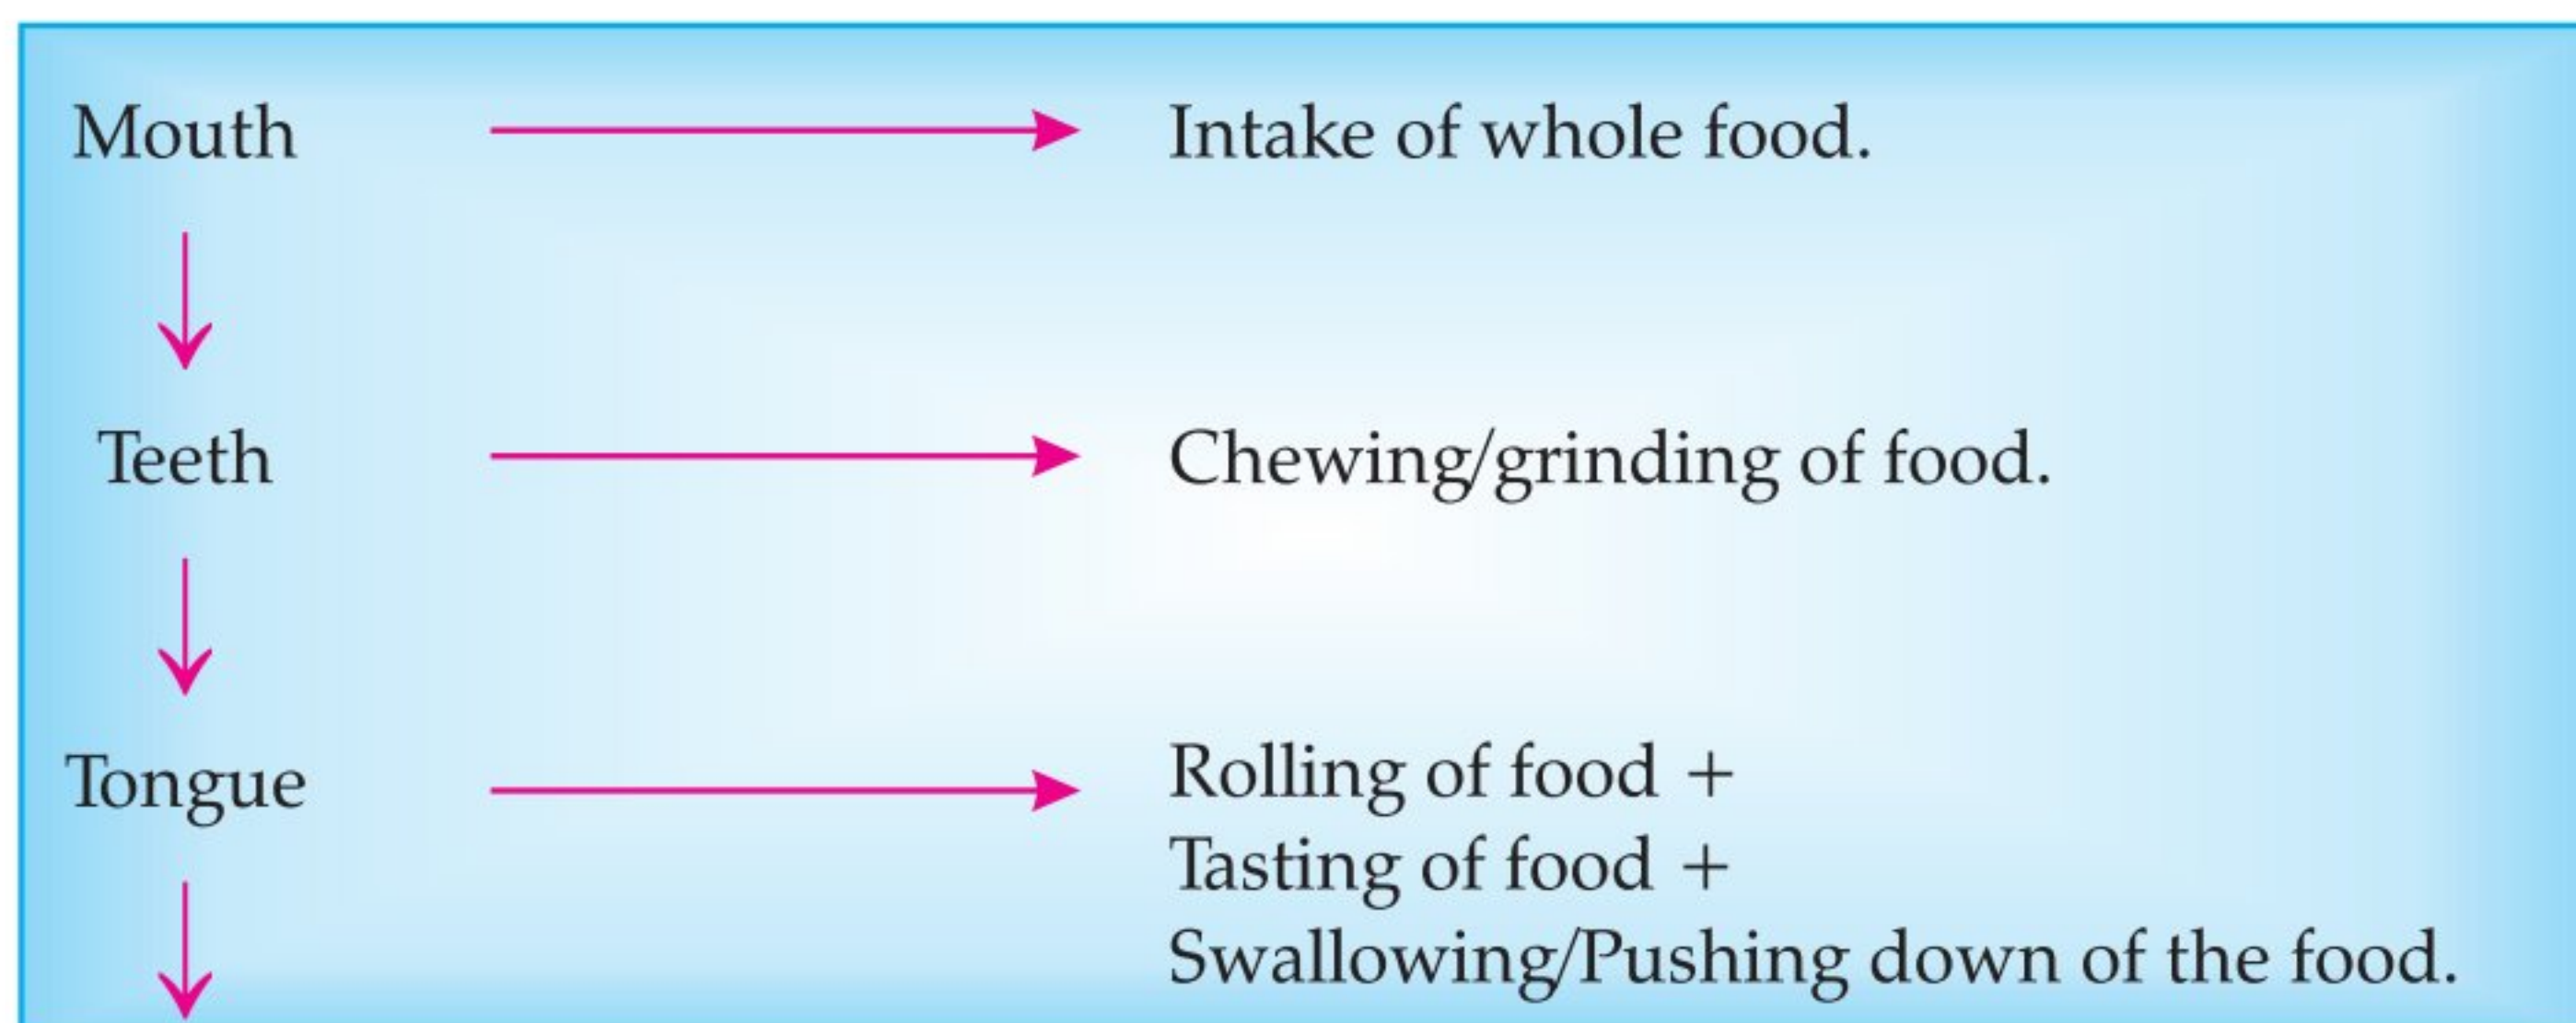 Mouth Intake of whole food.
Teeth Chewing/grinding of food.
Tongue Rolling of food +
Tasting of food +
Swallowing/Pushing down of the food.